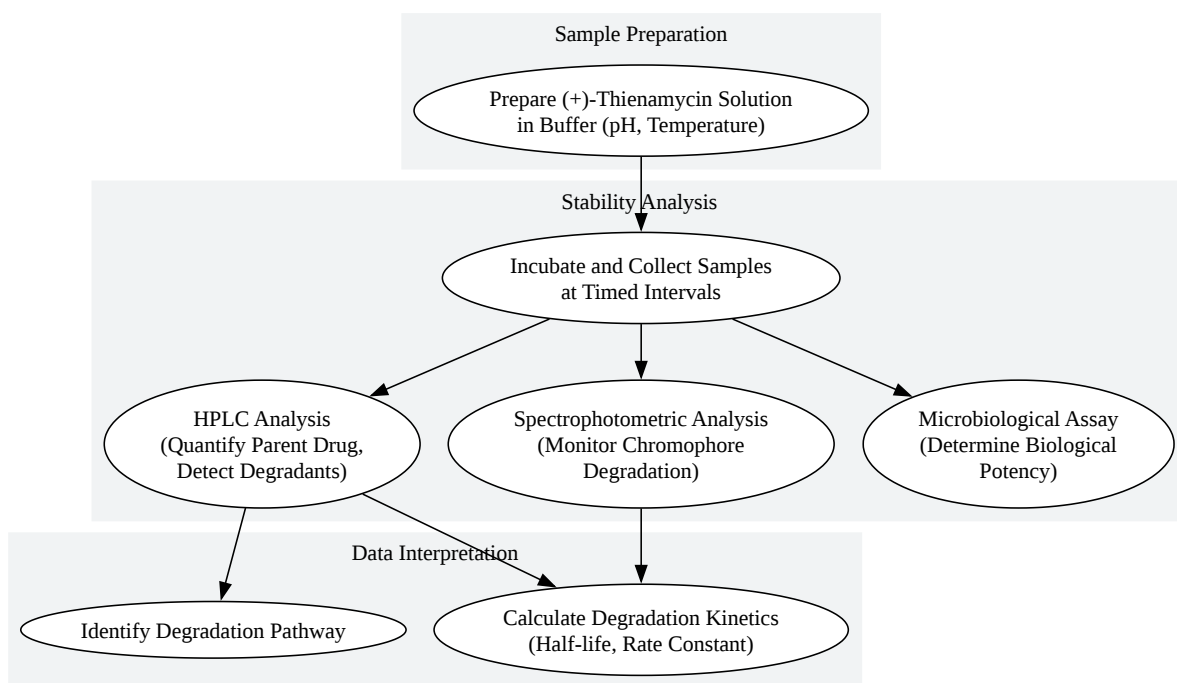 Sample Preparation
Prepare (+)-Thienamycin Solution
in Buffer (pH, Temperature)
Stability Analysis
Incubate and Collect Samples
at Timed Intervals
HPLC Analysis
(Quantify Parent Drug,
Detect Degradants)
Spectrophotometric Analysis
(Monitor Chromophore
Degradation)
Microbiological Assay
(Determine Biological
Potency)
Data Interpretation
Identify Degradation Pathway
Calculate Degradation Kinetics
(Half-life, Rate Constant)